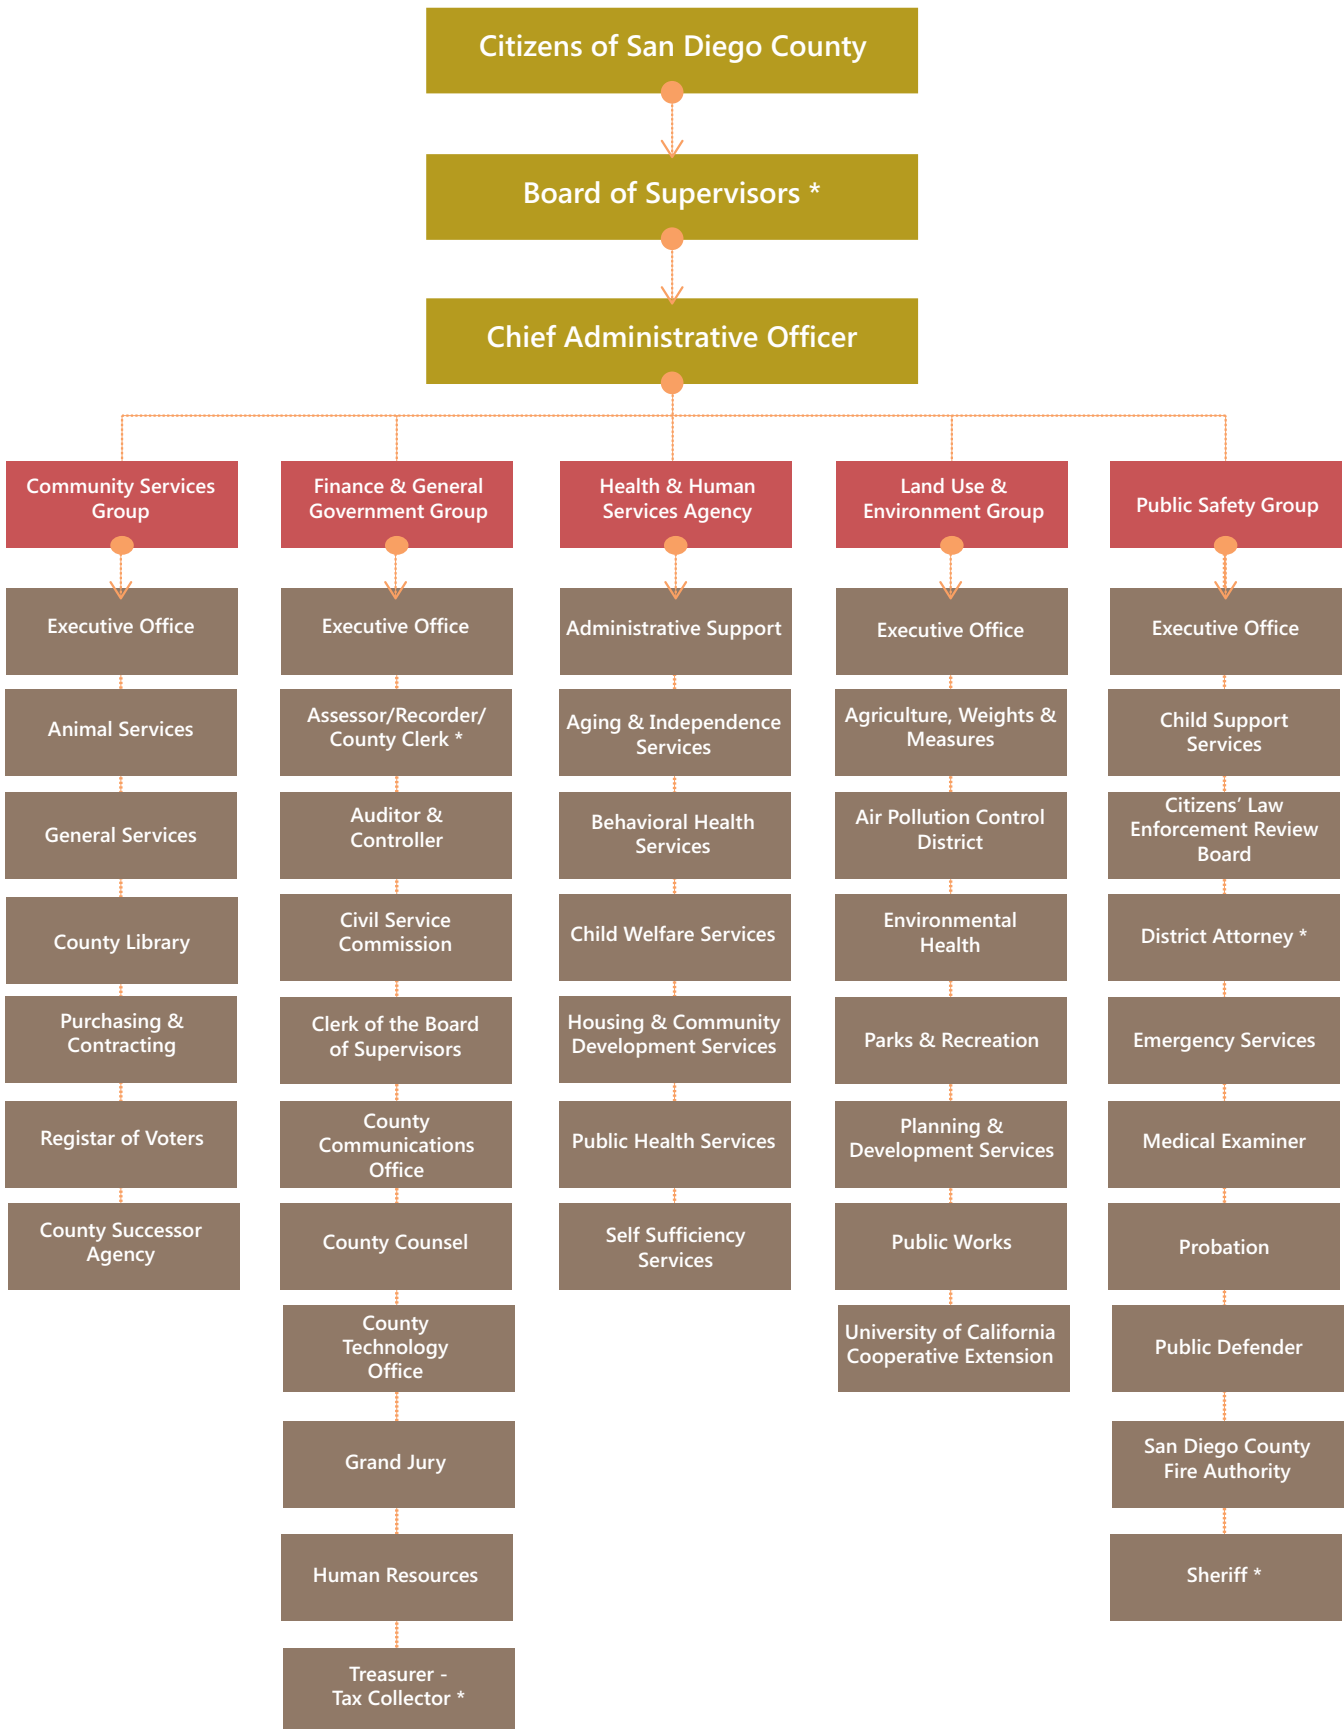 Citizens of San Diego County
Board of Supervisors *
Chief Administrative Officer
Community Services
Group
Executive Office
Animal Services
General Services
County Library
Purchasing &
Contracting
Registar of Voters
County Successor
Agency
Finance & General
Government Group
Executive Office
Assessor/Recorder/
County Clerk *
Auditor &
Controller
Civil Service
Commission
Clerk of the Board
of Supervisors
County
Communications
Office
County Counsel
County
Technology
Office
Grand Jury
Human Resources
Treasurer -
Tax Collector *
Health & Human
Services Agency
Administrative Support
Aging & Independence
Services
Behavioral Health
Services
Child Welfare Services
Housing & Community
Development Services
Public Health Services
Self Sufficiency
Services
Land Use &
Environment Group
Executive Office
Agriculture, Weights &
Measures
Air Pollution Control
District
Environmental
Health
Parks & Recreation
Planning &
Development Services
Public Works
University of California
Cooperative Extension
Public Safety Group
Executive Office
Child Support
Services
Citizens’ Law
Enforcement Review
Board
District Attorney *
Emergency Services
Medical Examiner
Probation
Public Defender
San Diego County
Fire Authority
Sheriff *